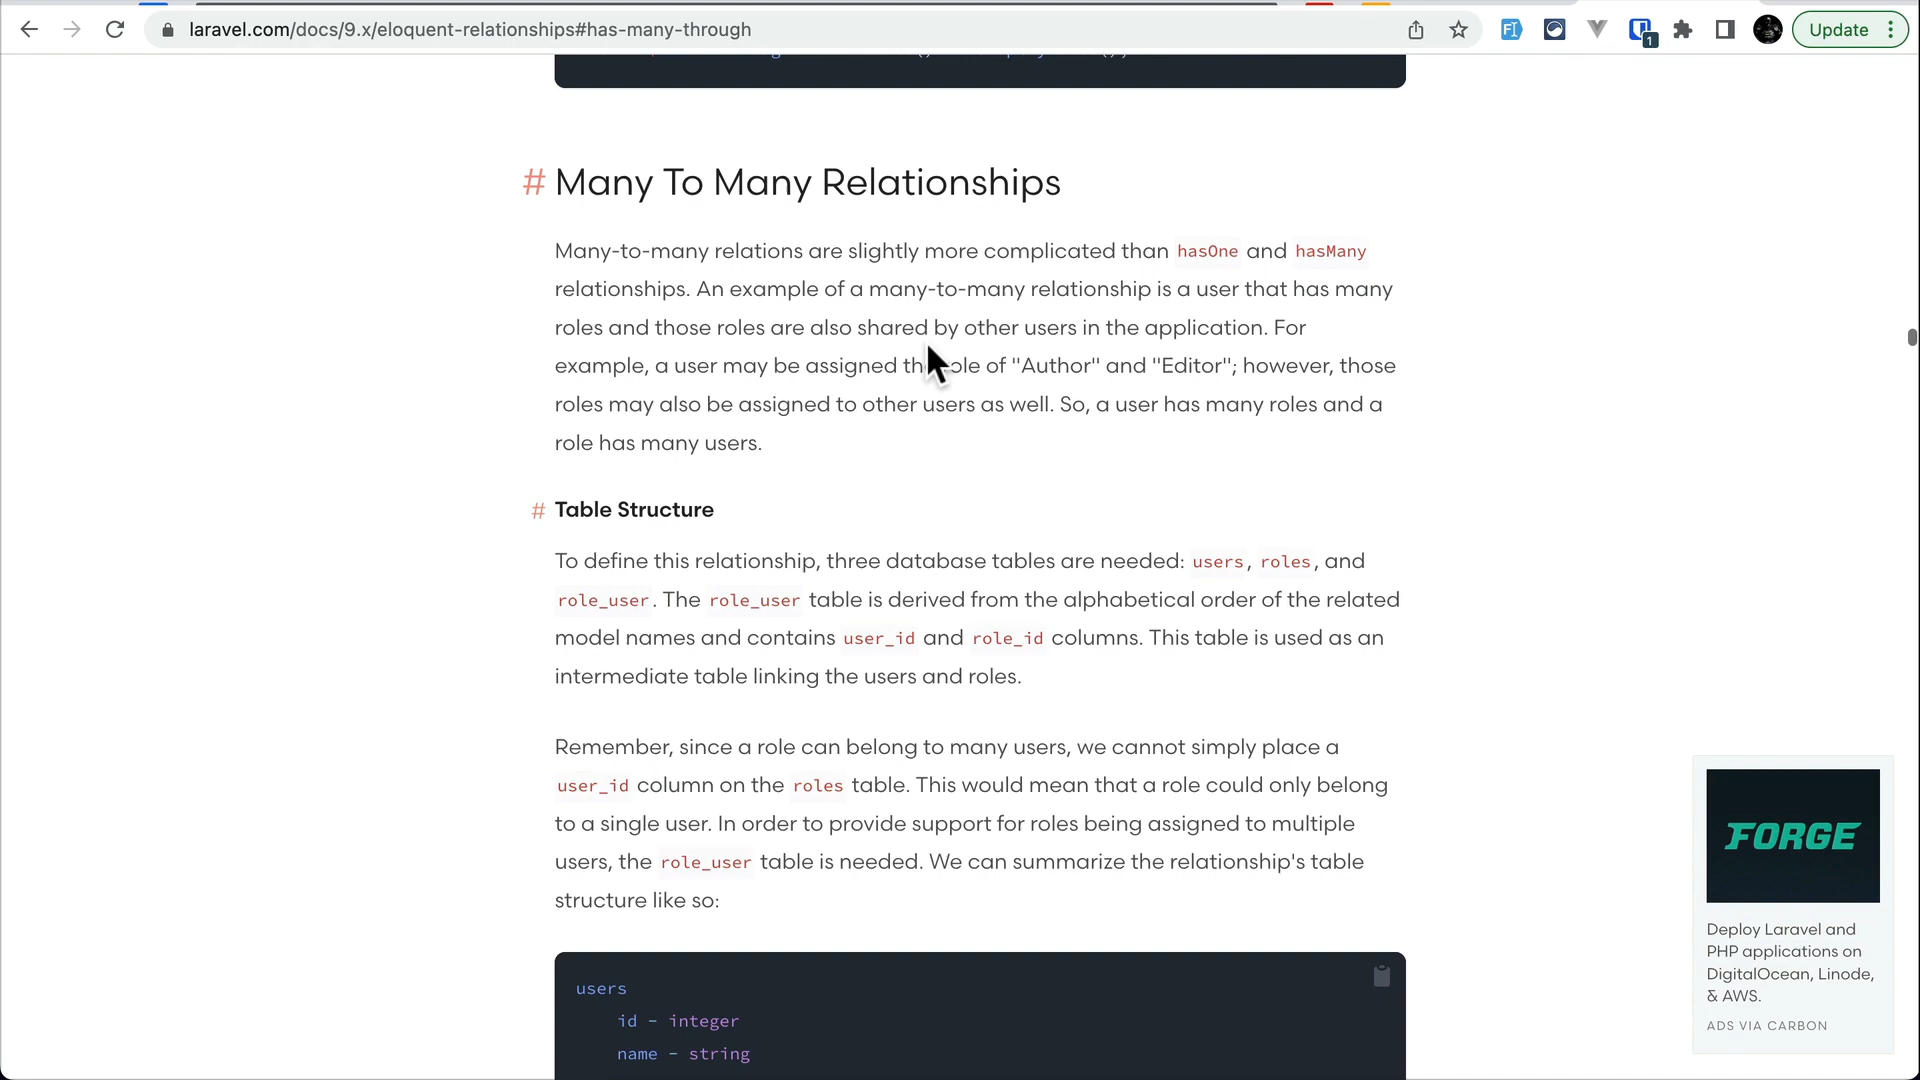 laravel.com/docs/9.x/eloquent-relationships#has-many-through
1
Update
# Many To Many Relationships
Many-to-many relations are slightly more complicated than hasOne and hasMany
relationships. An example of a many-to-many relationship is a user that has many
roles and those roles are also shared by other users in the application. For
example, a user may be assigned the role of "Author" and "Editor"; however, those
roles may also be assigned to other users as well. So, a user has many roles and a
role has many users.
# Table Structure
To define this relationship, three database tables are needed: users, roles, and
role_user. The role_user table is derived from the alphabetical order of the related
model names and contains user_id and role_id columns. This table is used as an
intermediate table linking the users and roles.
Remember, since a role can belong to many users, we cannot simply place a
user_id column on the roles table. This would mean that a role could only belong
to a single user. In order to provide support for roles being assigned to multiple
users, the role_user table is needed. We can summarize the relationship's table
structure like so:
users
id - integer
name - string
FORGE
Deploy Laravel and
PHP applications on
DigitalOcean, Linode,
& AWS.
ADS VIA CARBON